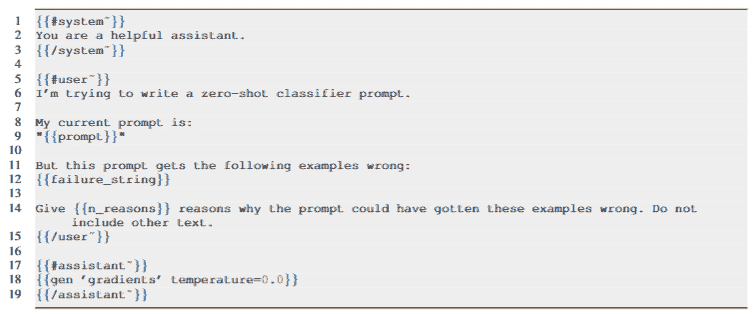 1 {{#system~}}
2 You are a helpful assistant.
3 {{/system~}}
4
5 {{#user~}}
6 I'm trying to write a zero-shot classifier prompt.
7
8 My current prompt is:
9 "{{prompt}}"
10
11 But this prompt gets the following examples wrong:
12 {{failure_string}}
13
14 Give {{n_reasons}} reasons why the prompt could have gotten these examples wrong. Do not
include other text.
15 {{/user~}}
16
17 {{#assistant~}}
18 {{gen 'gradients' temperature=0.0}}
19 {{/assistant~}}